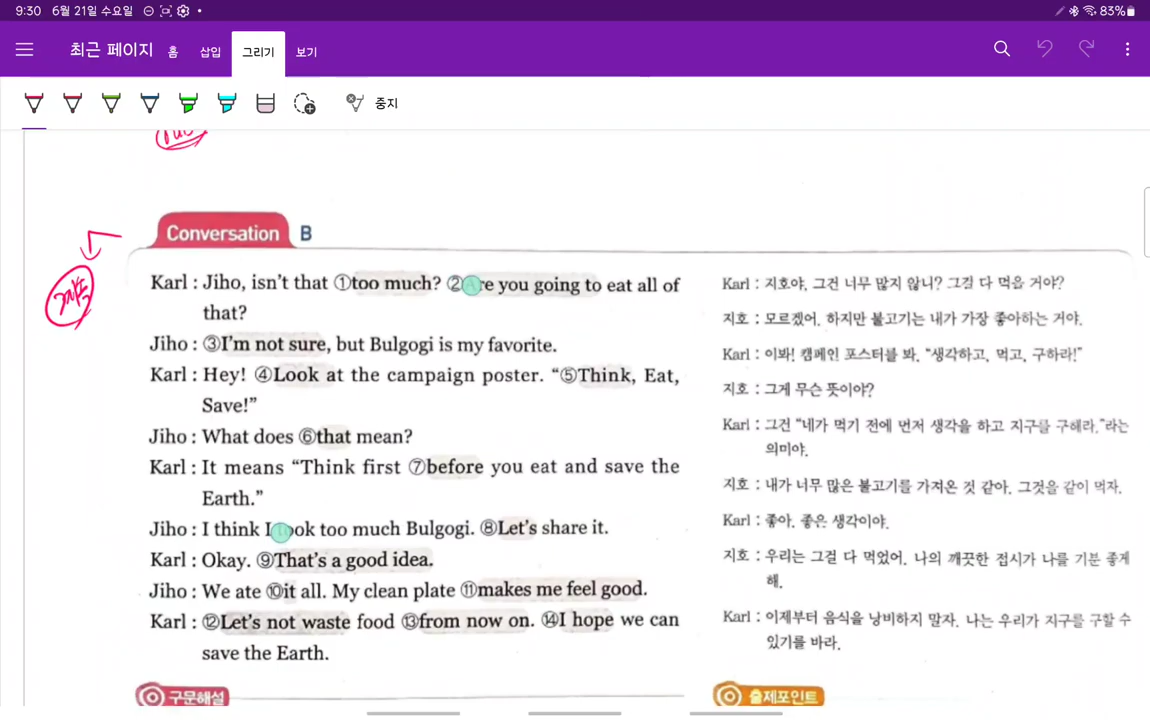 9:30 6월 21일 수요일
83%
최근 페이지 홈 삽입 그리기 보기
중지
Conversation B
Karl : Jiho, isn't that ①too much? ②Are you going to eat all of
that?
Jiho : ③I'm not sure, but Bulgogi is my favorite.
Karl : Hey! ④Look at the campaign poster. “⑤Think, Eat,
Save!”
Jiho : What does ⑥that mean?
Karl : It means “Think first ⑦before you eat and save the
Earth.”
Jiho : I think I took too much Bulgogi. ⑧Let's share it.
Karl : Okay. ⑨That's a good idea.
Jiho : We ate ⑩it all. My clean plate ⑪makes me feel good.
Karl : ⑫Let's not waste food ⑬from now on. ⑭I hope we can
save the Earth.
Karl : 지호야, 그건 너무 많지 않니? 그걸 다 먹을 거야?
지호 : 모르겠어, 하지만 불고기는 내가 가장 좋아하는 거야.
Karl : 이봐! 캠페인 포스터를 봐. “생각하고, 먹고, 구하라!”
지호 : 그게 무슨 뜻이야?
Karl : 그건 “네가 먹기 전에 먼저 생각을 하고 지구를 구해라.”라는
의미야.
지호 : 내가 너무 많은 불고기를 가져온 것 같아. 그것을 같이 먹자.
Karl : 좋아. 좋은 생각이야.
지호 : 우리는 그걸 다 먹었어. 나의 깨끗한 접시가 나를 기분 좋게
해.
Karl : 이제부터 음식을 낭비하지 말자. 나는 우리가 지구를 구할 수
있기를 바라.
구문해설
출제포인트